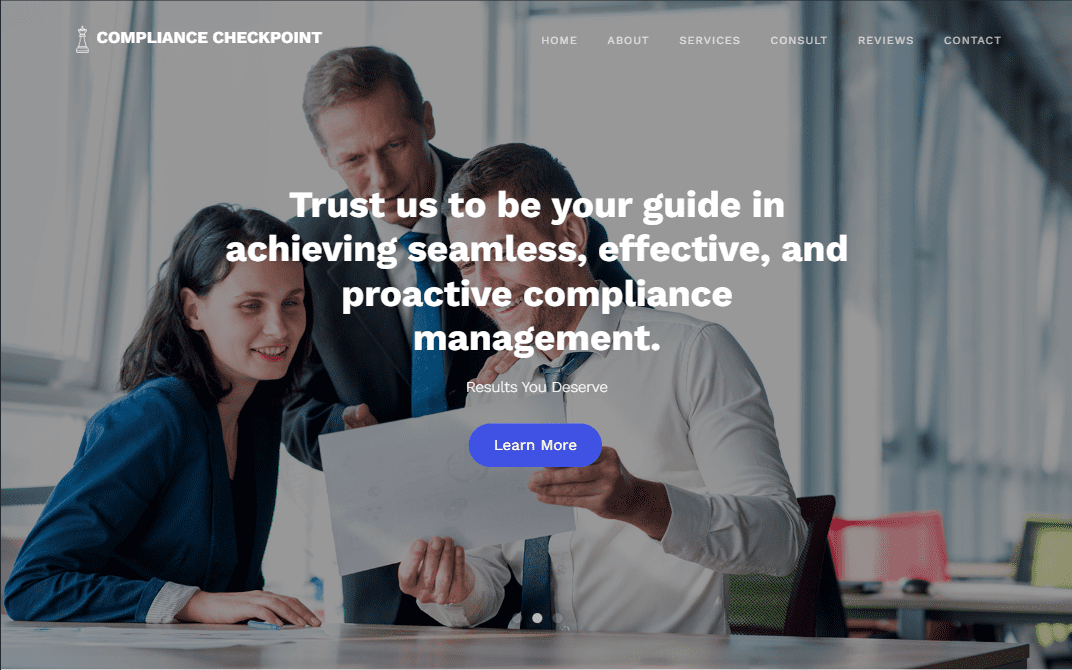 COMPLIANCE CHECKPOINT
HOME ABOUT SERVICES CONSULT REVIEWS CONTACT
Trust us to be your guide in
achieving seamless, effective, and
proactive compliance
management.
Results You Deserve
Learn More